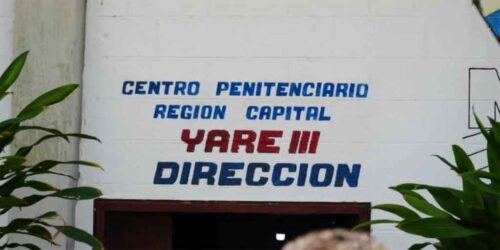 CENTRO PENITENCIARIO
REGION CAPITAL
YARE III
DIRECCION